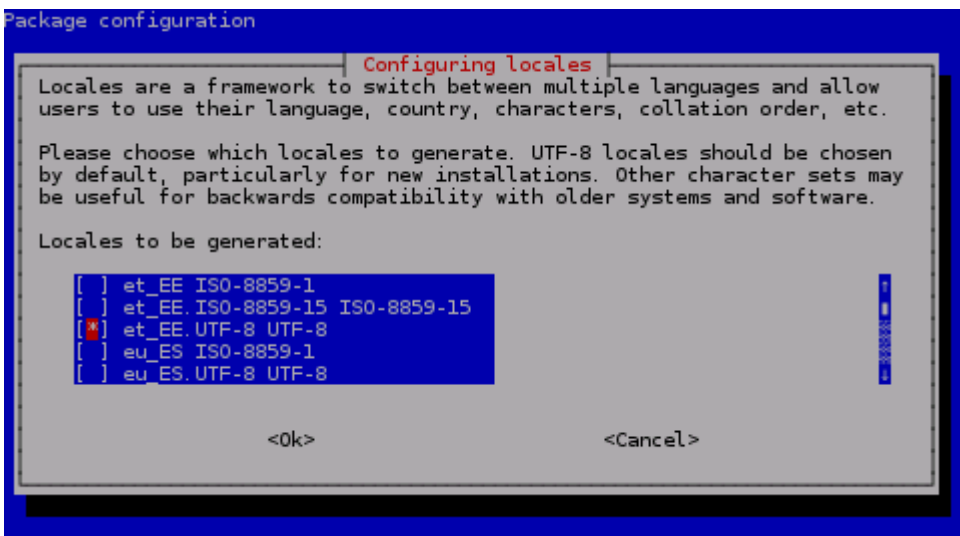 Package configuration
Configuring locales
Locales are a framework to switch between multiple languages and allow
users to use their language, country, characters, collation order, etc.
Please choose which locales to generate. UTF-8 locales should be chosen
by default, particularly for new installations. Other character sets may
be useful for backwards compatibility with older systems and software.
Locales to be generated:
[ ] et_EE ISO-8859-1
[ ] et_EE.ISO-8859-15 ISO-8859-15
[*] et_EE.UTF-8 UTF-8
[ ] eu_ES ISO-8859-1
[ ] eu_ES.UTF-8 UTF-8
<Ok> <Cancel>